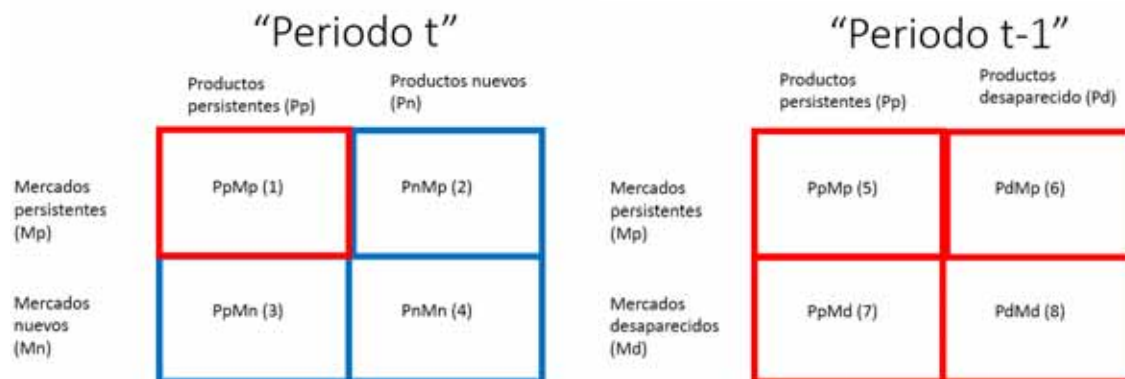 “Periodo t”
Productos
persistentes (Pp)
Productos nuevos
(Pn)
Mercados
persistentes
(Mp)
PpMp (1)
PnMp (2)
Mercados
nuevos
(Mn)
PpMn (3)
PnMn (4)
“Periodo t-1”
Productos
persistentes (Pp)
Productos
desaparecido (Pd)
Mercados
persistentes
(Mp)
PpMp (5)
PdMp (6)
Mercados
desaparecidos
(Md)
PpMd (7)
PdMd (8)